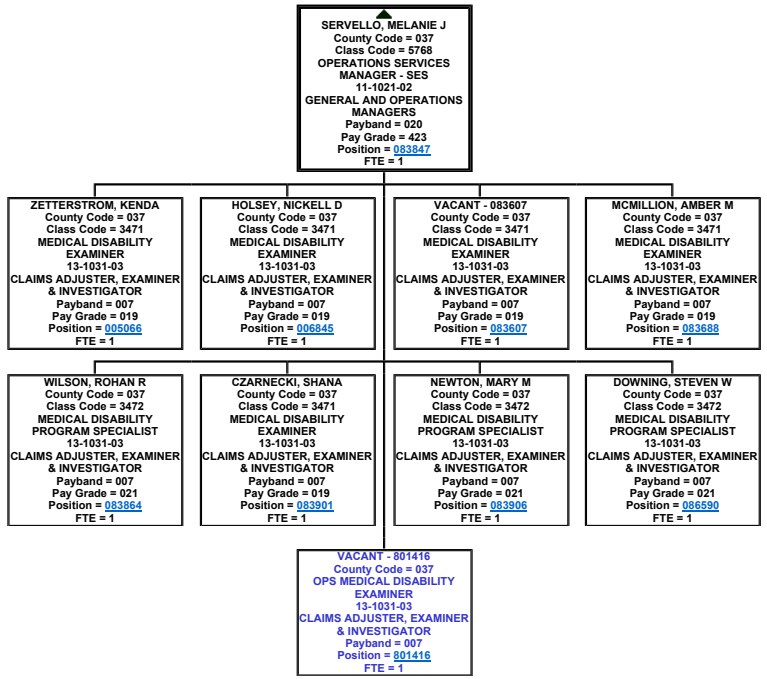 SERVELLO, MELANIE J
County Code = 037
Class Code = 5768
OPERATIONS SERVICES
MANAGER - SES
11-1021-02
GENERAL AND OPERATIONS
MANAGERS
Payband = 020
Pay Grade = 423
Position = 083847
FTE = 1
ZETTERSTROM, KENDA
County Code = 037
Class Code = 3471
MEDICAL DISABILITY
EXAMINER
13-1031-03
CLAIMS ADJUSTER, EXAMINER
& INVESTIGATOR
Payband = 007
Pay Grade = 019
Position = 005066
FTE = 1
HOLSEY, NICKELL D
County Code = 037
Class Code = 3471
MEDICAL DISABILITY
EXAMINER
13-1031-03
CLAIMS ADJUSTER, EXAMINER
& INVESTIGATOR
Payband = 007
Pay Grade = 019
Position = 006845
FTE = 1
VACANT - 083607
County Code = 037
Class Code = 3471
MEDICAL DISABILITY
EXAMINER
13-1031-03
CLAIMS ADJUSTER, EXAMINER
& INVESTIGATOR
Payband = 007
Pay Grade = 019
Position = 083607
FTE = 1
MCMILLION, AMBER M
County Code = 037
Class Code = 3471
MEDICAL DISABILITY
EXAMINER
13-1031-03
CLAIMS ADJUSTER, EXAMINER
& INVESTIGATOR
Payband = 007
Pay Grade = 019
Position = 083688
FTE = 1
WILSON, ROHAN R
County Code = 037
Class Code = 3472
MEDICAL DISABILITY
PROGRAM SPECIALIST
13-1031-03
CLAIMS ADJUSTER, EXAMINER
& INVESTIGATOR
Payband = 007
Pay Grade = 021
Position = 083864
FTE = 1
CZARNECKI, SHANA
County Code = 037
Class Code = 3471
MEDICAL DISABILITY
EXAMINER
13-1031-03
CLAIMS ADJUSTER, EXAMINER
& INVESTIGATOR
Payband = 007
Pay Grade = 019
Position = 083901
FTE = 1
NEWTON, MARY M
County Code = 037
Class Code = 3472
MEDICAL DISABILITY
PROGRAM SPECIALIST
13-1031-03
CLAIMS ADJUSTER, EXAMINER
& INVESTIGATOR
Payband = 007
Pay Grade = 021
Position = 083906
FTE = 1
DOWNING, STEVEN W
County Code = 037
Class Code = 3472
MEDICAL DISABILITY
PROGRAM SPECIALIST
13-1031-03
CLAIMS ADJUSTER, EXAMINER
& INVESTIGATOR
Payband = 007
Pay Grade = 021
Position = 086590
FTE = 1
VACANT - 801416
County Code = 037
OPS MEDICAL DISABILITY
EXAMINER
13-1031-03
CLAIMS ADJUSTER, EXAMINER
& INVESTIGATOR
Payband = 007
Position = 801416
FTE = 1